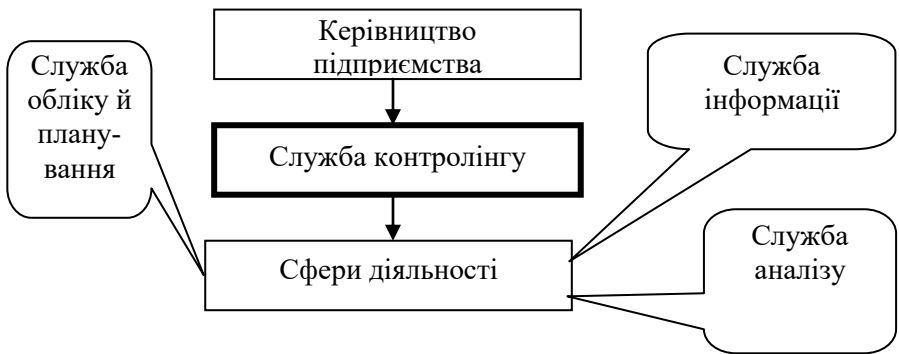 Керівництво
підприємства
Служба
обліку й
плану-
вання
Служба
інформації
Служба контролінгу
Сфери діяльності
Служба
аналізу